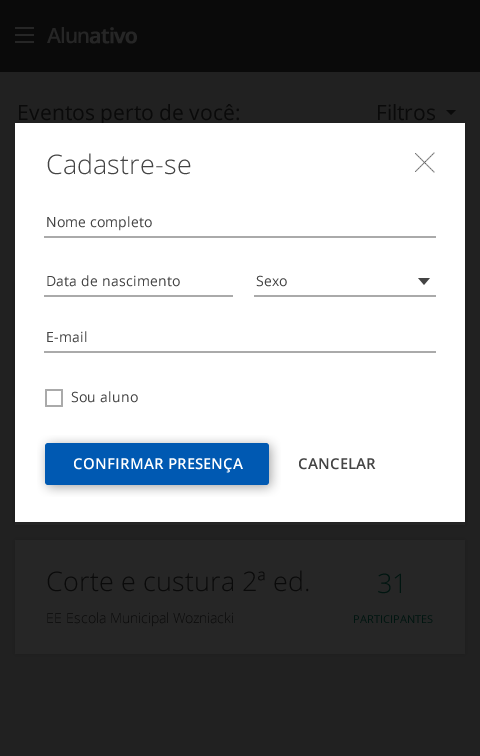 Alunativo
Eventos perto de você: Filtros
Cadastre-se
Nome completo
Data de nascimento Sexo
E-mail
Sou aluno
CONFIRMAR PRESENÇA CANCELAR
Corte e custura 2ª ed. 31
EE Escola Municipal Wozniacki PARTICIPANTES